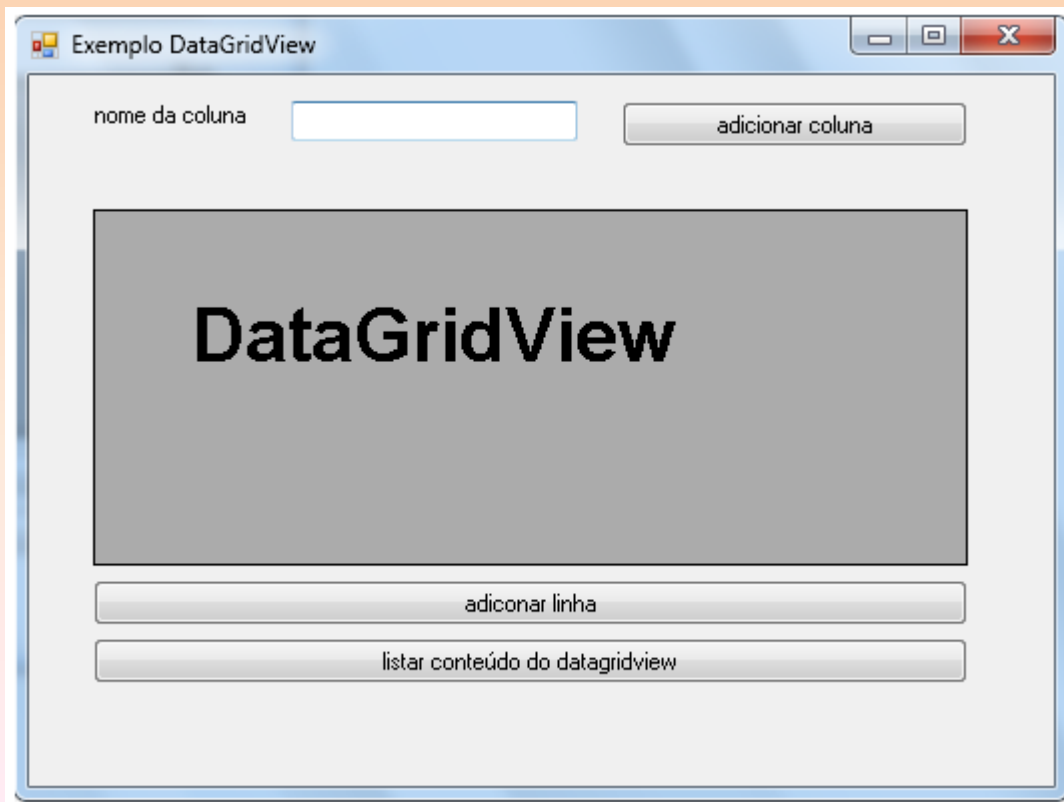 Exemplo DataGridView
nome da coluna
adicionar coluna
DataGridView
adiconar linha
listar conteúdo do datagridview